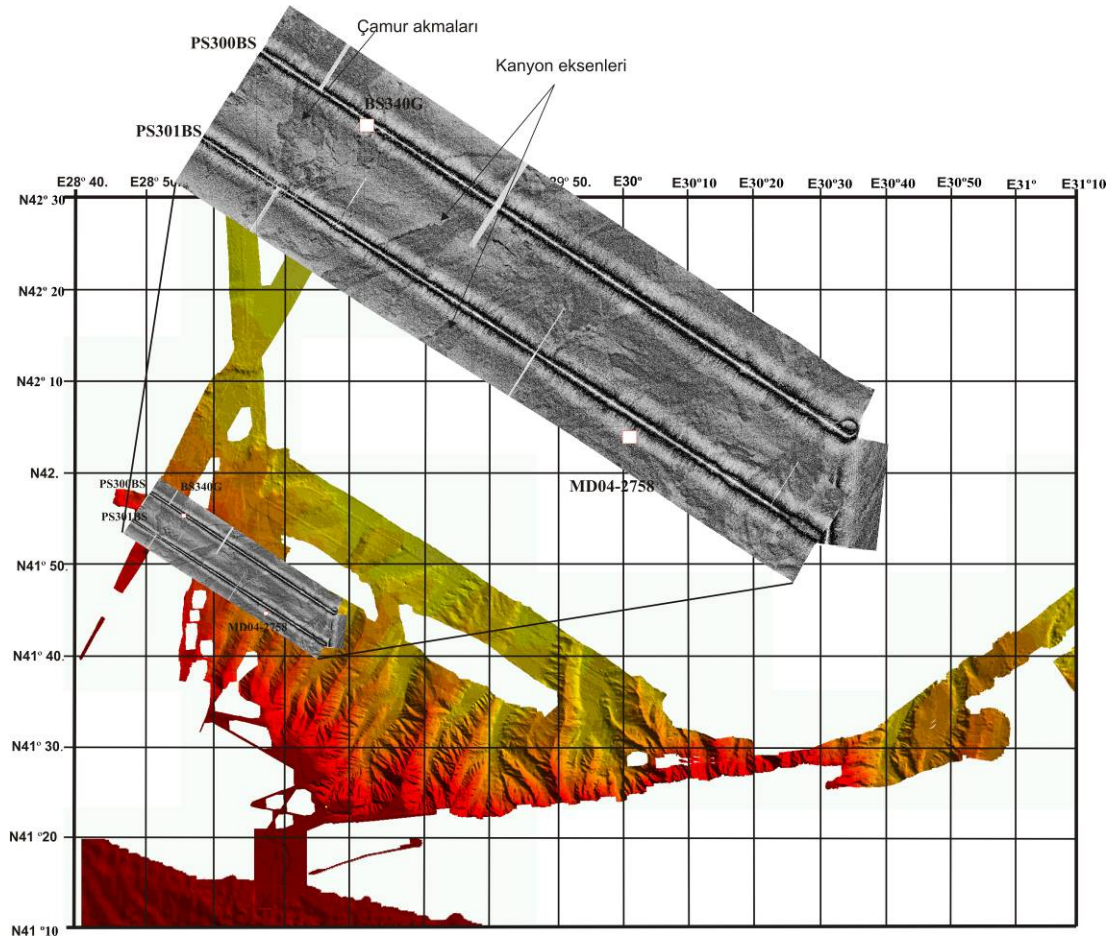 Çamur akmaları
PS300BS
Kanyon eksenleri
BS340G
PS301BS
E28° 40.
E28° 50.
29° 50.
E30°
E30°10
E30°20
E30°30
E30°40
E30°50
E31°
E31°10
N42° 30
N42° 20
N42° 10
MD04-2758
N42.
PS300BS
BS340G
PS301BS
N41° 50
MD04-2758
N41° 40.
N41° 30.
N41 °20
N41 °10